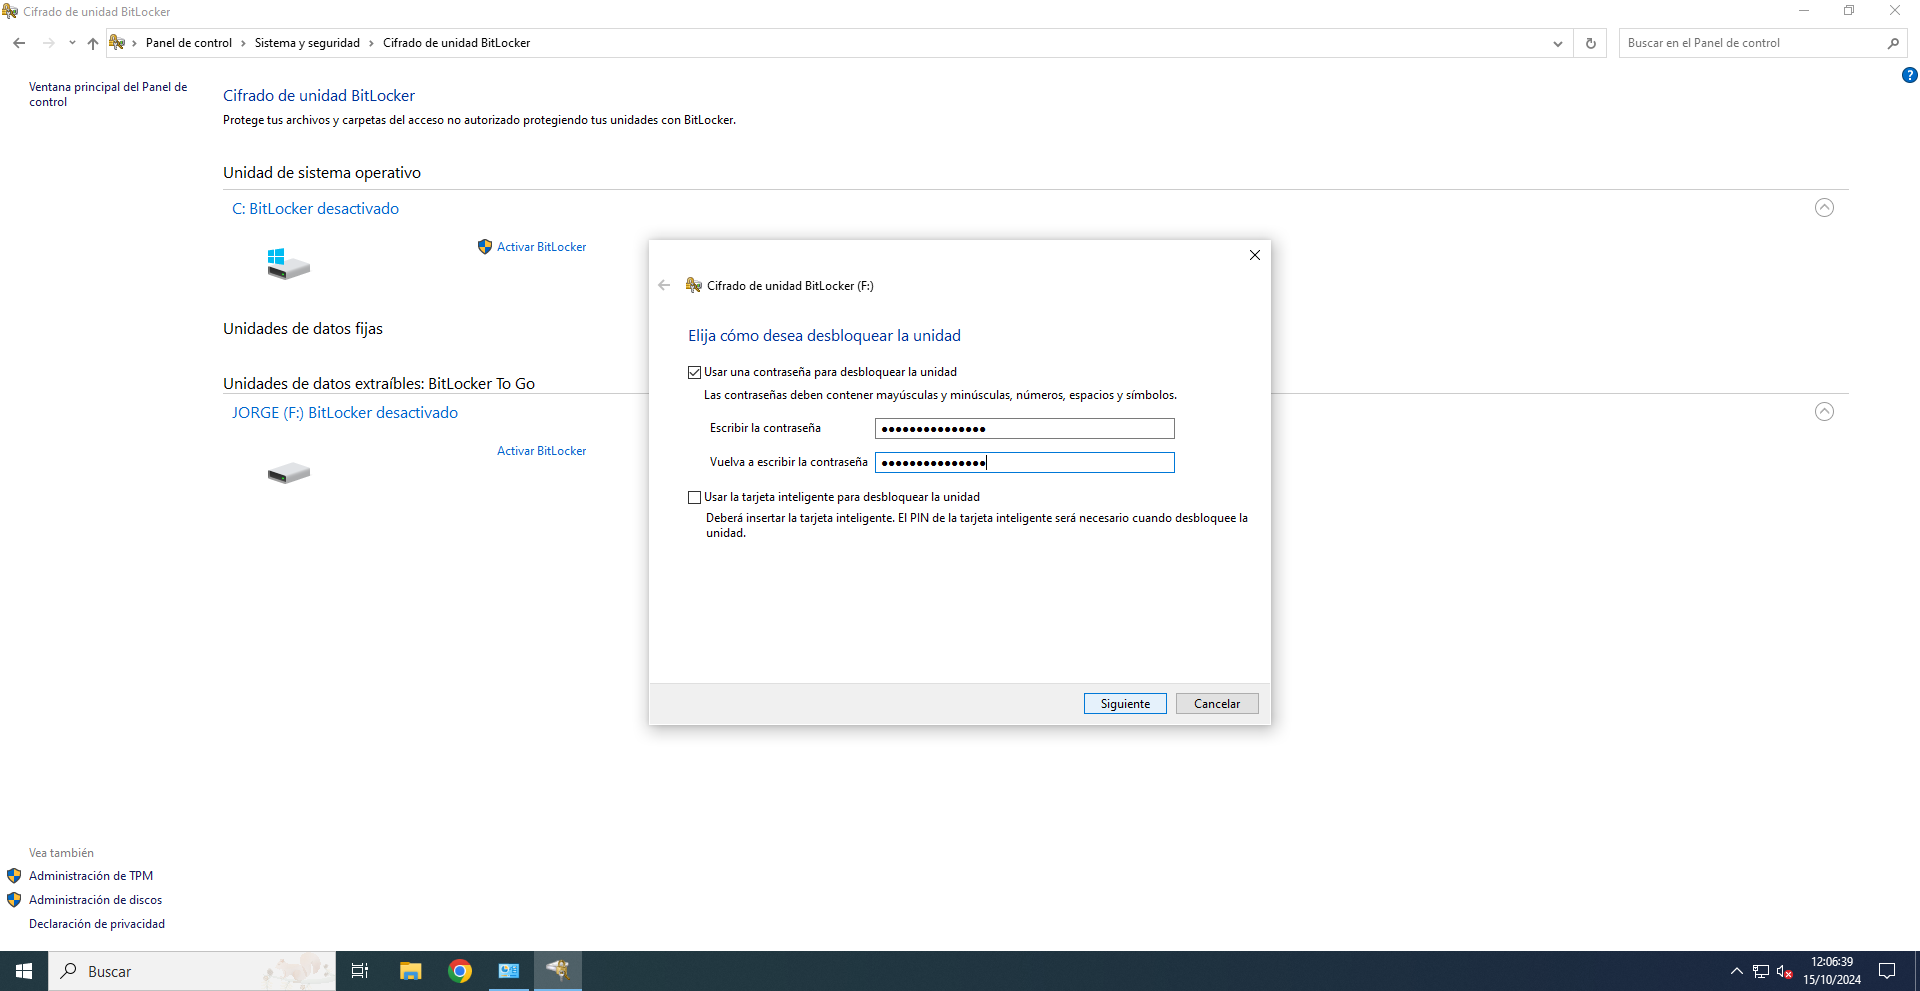 Cifrado de unidad BitLocker
Panel de control
Sistema y seguridad
Cifrado de unidad BitLocker
Buscar en el Panel de control
?
Ventana principal del Panel de
control
Cifrado de unidad BitLocker
Protege tus archivos y carpetas del acceso no autorizado protegiendo tus unidades con BitLocker.
Unidad de sistema operativo
C: BitLocker desactivado
Activar BitLocker
Unidades de datos fijas
Unidades de datos extraíbles: BitLocker To Go
JORGE (F:) BitLocker desactivado
Activar BitLocker
Cifrado de unidad BitLocker (F:)
Elija cómo desea desbloquear la unidad
Usar una contraseña para desbloquear la unidad
Las contraseñas deben contener mayúsculas y minúsculas, números, espacios y símbolos.
Escribir la contraseña
●●●●●●●●●●●●●●●
Vuelva a escribir la contraseña
●●●●●●●●●●●●●●●
Usar la tarjeta inteligente para desbloquear la unidad
Deberá insertar la tarjeta inteligente. El PIN de la tarjeta inteligente será necesario cuando desbloquee la
unidad.
Siguiente
Cancelar
Vea también
Administración de TPM
Administración de discos
Declaración de privacidad
Buscar
12:06:39
15/10/2024